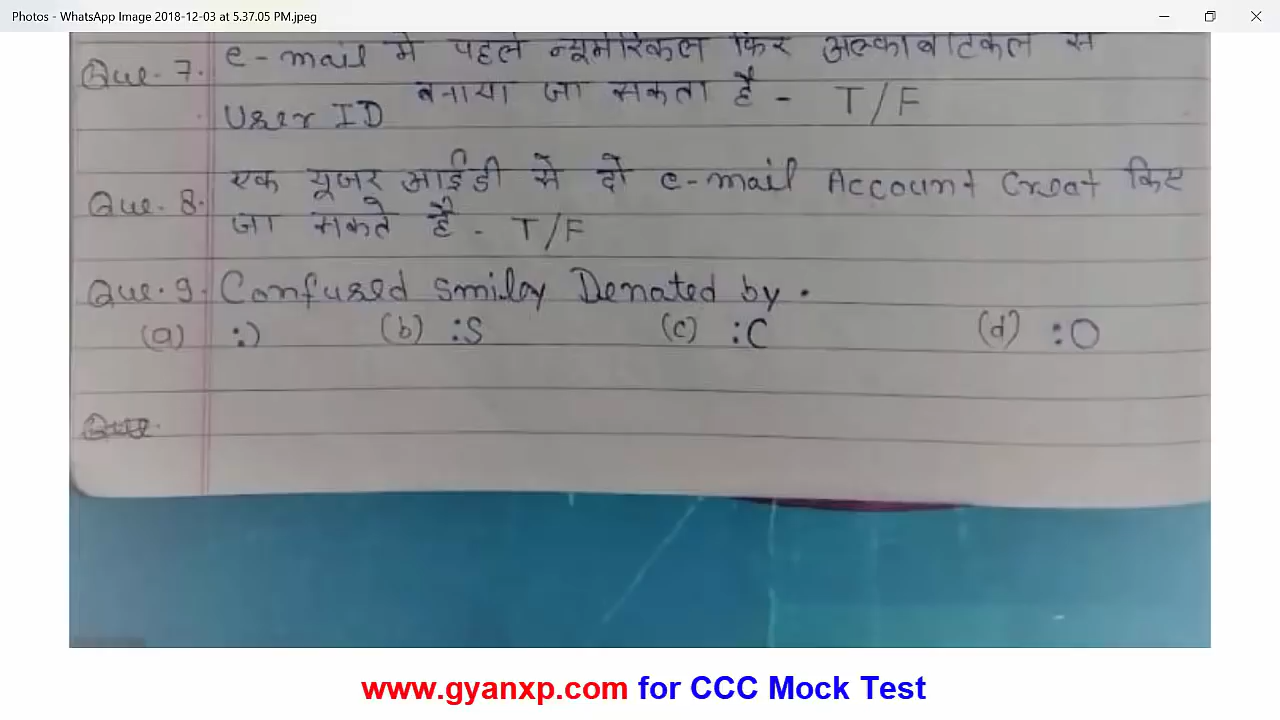 Photos - WhatsApp Image 2018-12-03 at 5.37.05 PM.jpeg
Que. 7. e-mail में पहले न्यूमेरिकल फिर अल्फाबेटिकल से
User ID बनाया जा सकता है - T/F
Que. 8. एक यूजर आईडी से दो e-mail Account Creat किए
जा सकते है - T/F
Que. 9. Confused smiley Denated by.
(a) :) (b) :S (c) :C (d) :O
Que.
www.gyanxp.com for CCC Mock Test